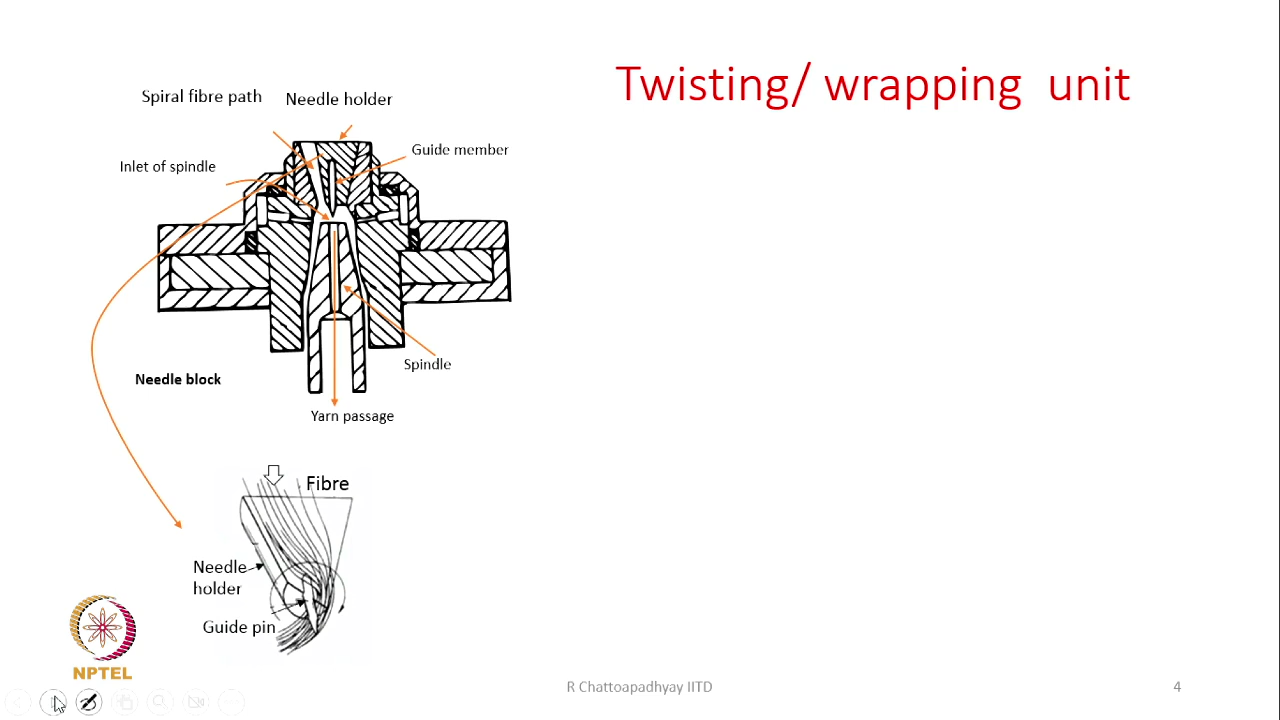 Twisting/ wrapping  unit
Spiral fibre path
Needle holder
Guide member
Inlet of spindle
Spindle
Needle block
Yarn passage
Fibre
Needle
holder
Guide pin
NPTEL
R Chattoapadhyay IITD
4